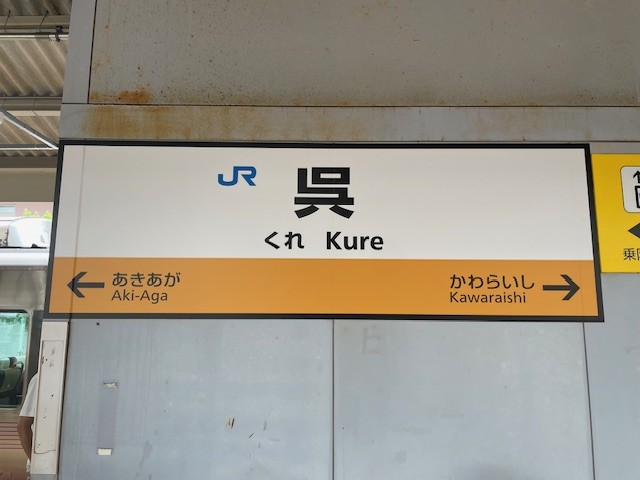 JR 呉
くれ Kure
← あきあが
Aki-Aga
かわらいし →
Kawaraishi